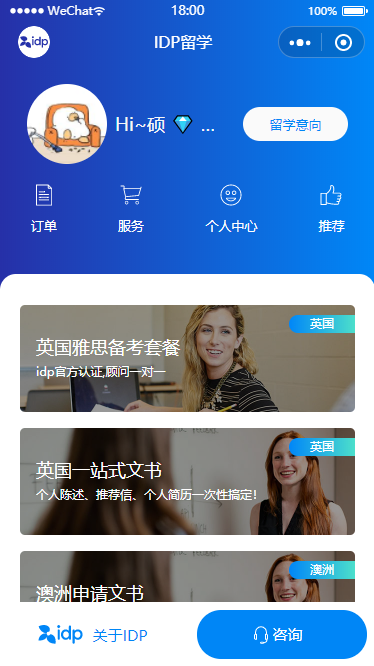 WeChat 18:00 100%
idp IDP留学
Hi~硕 💎 ...
留学意向
订单 服务 个人中心 推荐
英国
英国雅思备考套餐
idp官方认证,顾问一对一
英国
英国一站式文书
个人陈述、推荐信、个人简历一次性搞定!
澳洲
澳洲申请文书
idp 关于IDP 咨询